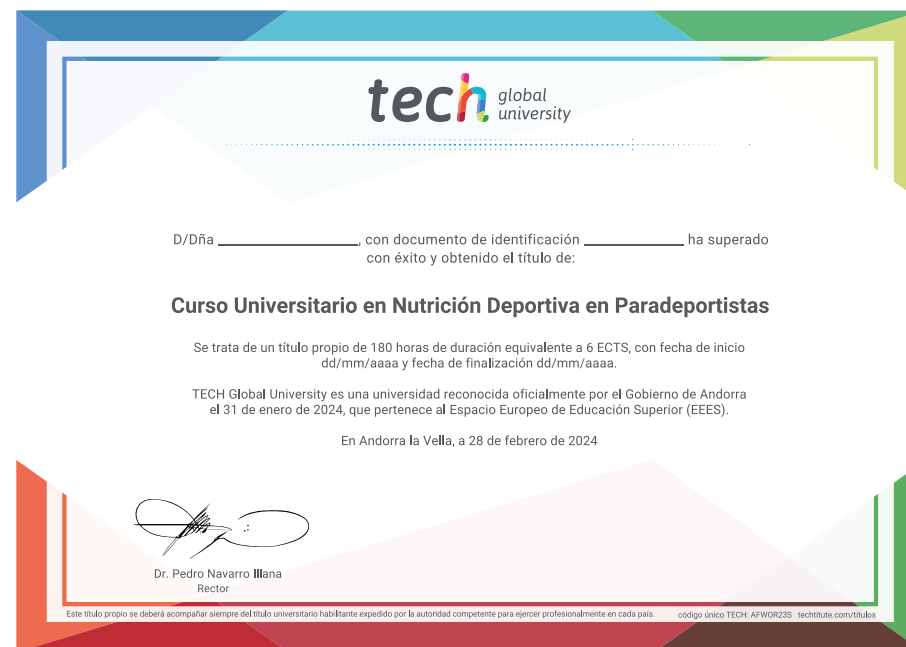 tech global university
D/Dña ____________________, con documento de identificación ______________ ha superado
con éxito y obtenido el título de:
Curso Universitario en Nutrición Deportiva en Paradeportistas
Se trata de un título propio de 180 horas de duración equivalente a 6 ECTS, con fecha de inicio
dd/mm/aaaa y fecha de finalización dd/mm/aaaa.
TECH Global University es una universidad reconocida oficialmente por el Gobierno de Andorra
el 31 de enero de 2024, que pertenece al Espacio Europeo de Educación Superior (EEES).
En Andorra la Vella, a 28 de febrero de 2024
Dr. Pedro Navarro Illana
Rector
Este título propio se deberá acompañar siempre del título universitario habilitante expedido por la autoridad competente para ejercer profesionalmente en cada país. código único TECH: AFWOR23S techtitute.com/titulos